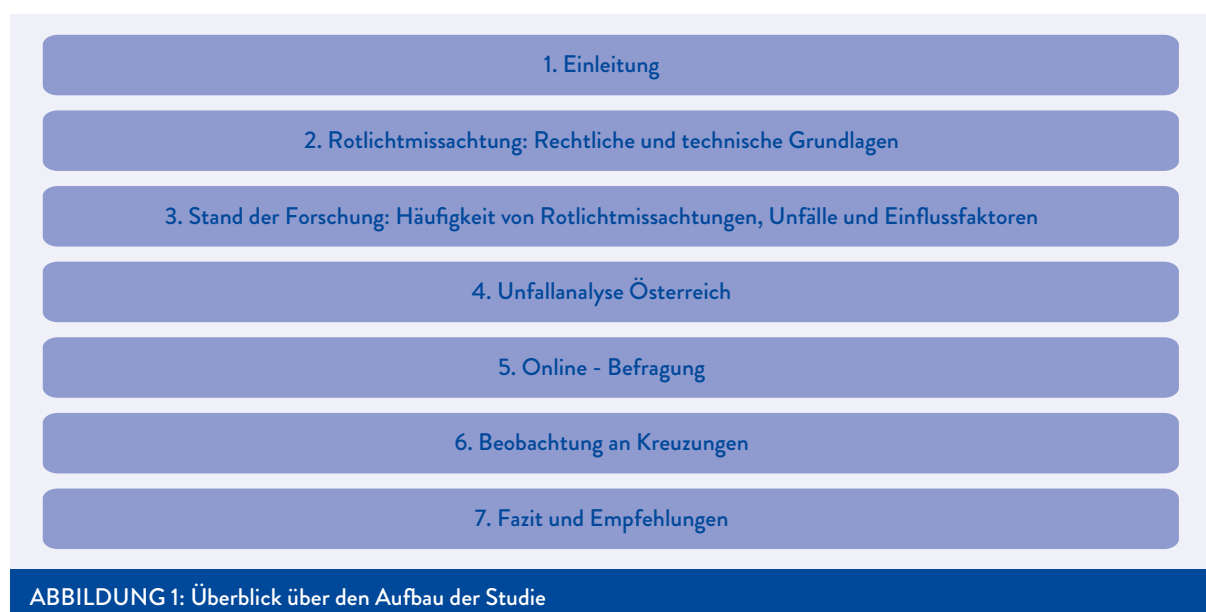 1. Einleitung
2. Rotlichtmissachtung: Rechtliche und technische Grundlagen
3. Stand der Forschung: Häufigkeit von Rotlichtmissachtungen, Unfälle und Einflussfaktoren
4. Unfallanalyse Österreich
5. Online - Befragung
6. Beobachtung an Kreuzungen
7. Fazit und Empfehlungen
ABBILDUNG 1: Überblick über den Aufbau der Studie